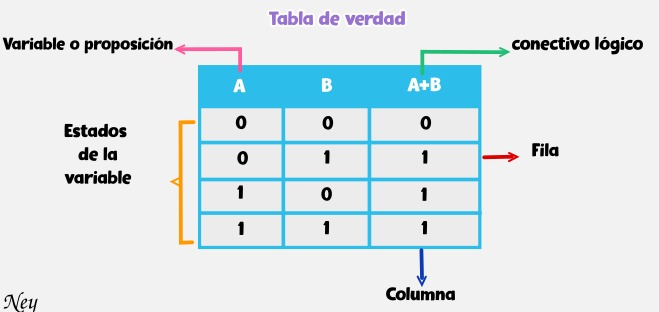 Tabla de verdad
Variable o proposición
conectivo lógico
A B A+B
0 0 0
0 1 1
1 0 1
1 1 1
Estados
de la
variable
Fila
Columna
Ney